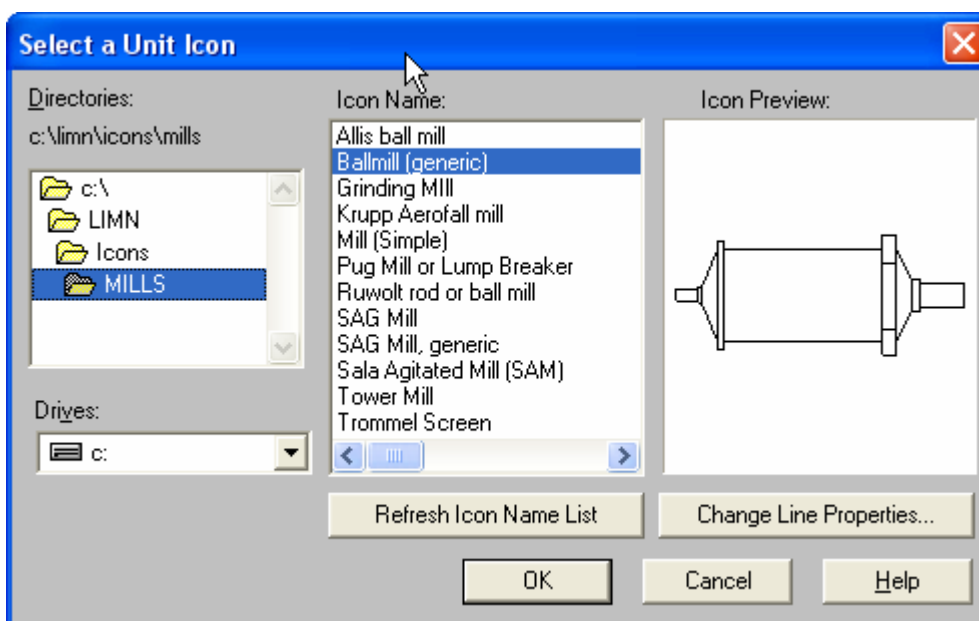 Select a Unit Icon
Directories:
c:\limn\icons\mills
c:\
LIMN
Icons
MILLS
Drives:
c:
Icon Name:
Allis ball mill
Ballmill (generic)
Grinding MIll
Krupp Aerofall mill
Mill (Simple)
Pug Mill or Lump Breaker
Ruwolt rod or ball mill
SAG Mill
SAG Mill, generic
Sala Agitated Mill (SAM)
Tower Mill
Trommel Screen
Refresh Icon Name List
Icon Preview:
Change Line Properties...
OK
Cancel
Help